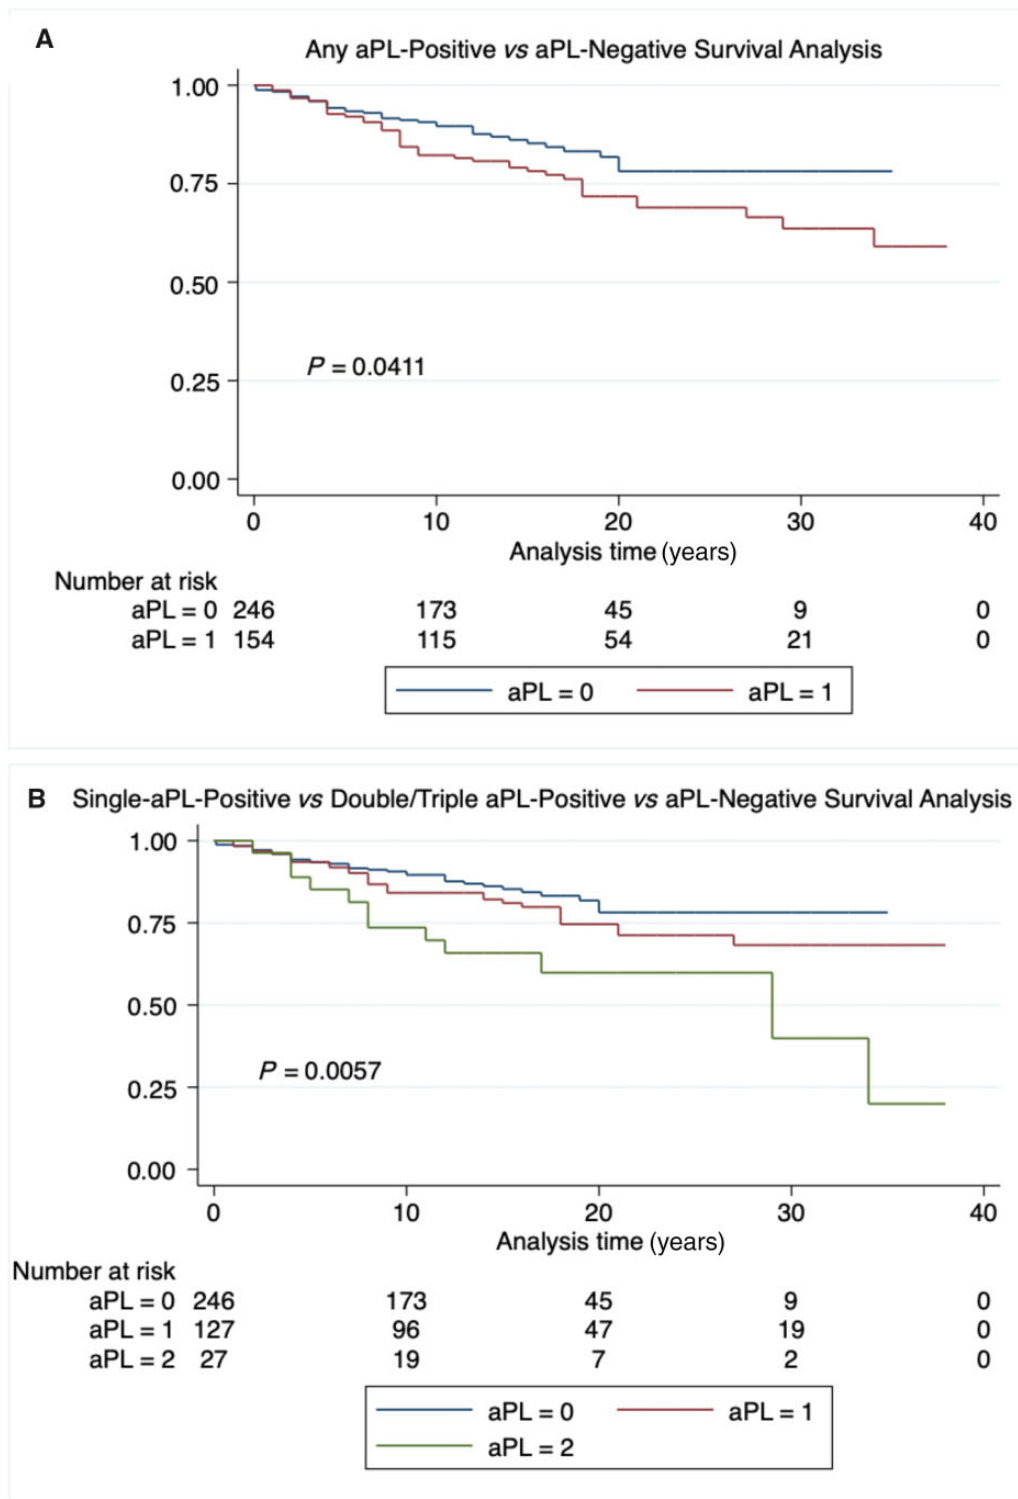 A
Any aPL-Positive vs aPL-Negative Survival Analysis
1.00
0.75
0.50
0.25
0.00
P = 0.0411
0 10 20 30 40
Analysis time (years)
Number at risk
aPL = 0 246 173 45 9 0
aPL = 1 154 115 54 21 0
aPL = 0 aPL = 1
B Single-aPL-Positive vs Double/Triple aPL-Positive vs aPL-Negative Survival Analysis
1.00
0.75
0.50
0.25
0.00
P = 0.0057
0 10 20 30 40
Analysis time (years)
Number at risk
aPL = 0 246 173 45 9 0
aPL = 1 127 96 47 19 0
aPL = 2 27 19 7 2 0
aPL = 0 aPL = 1
aPL = 2